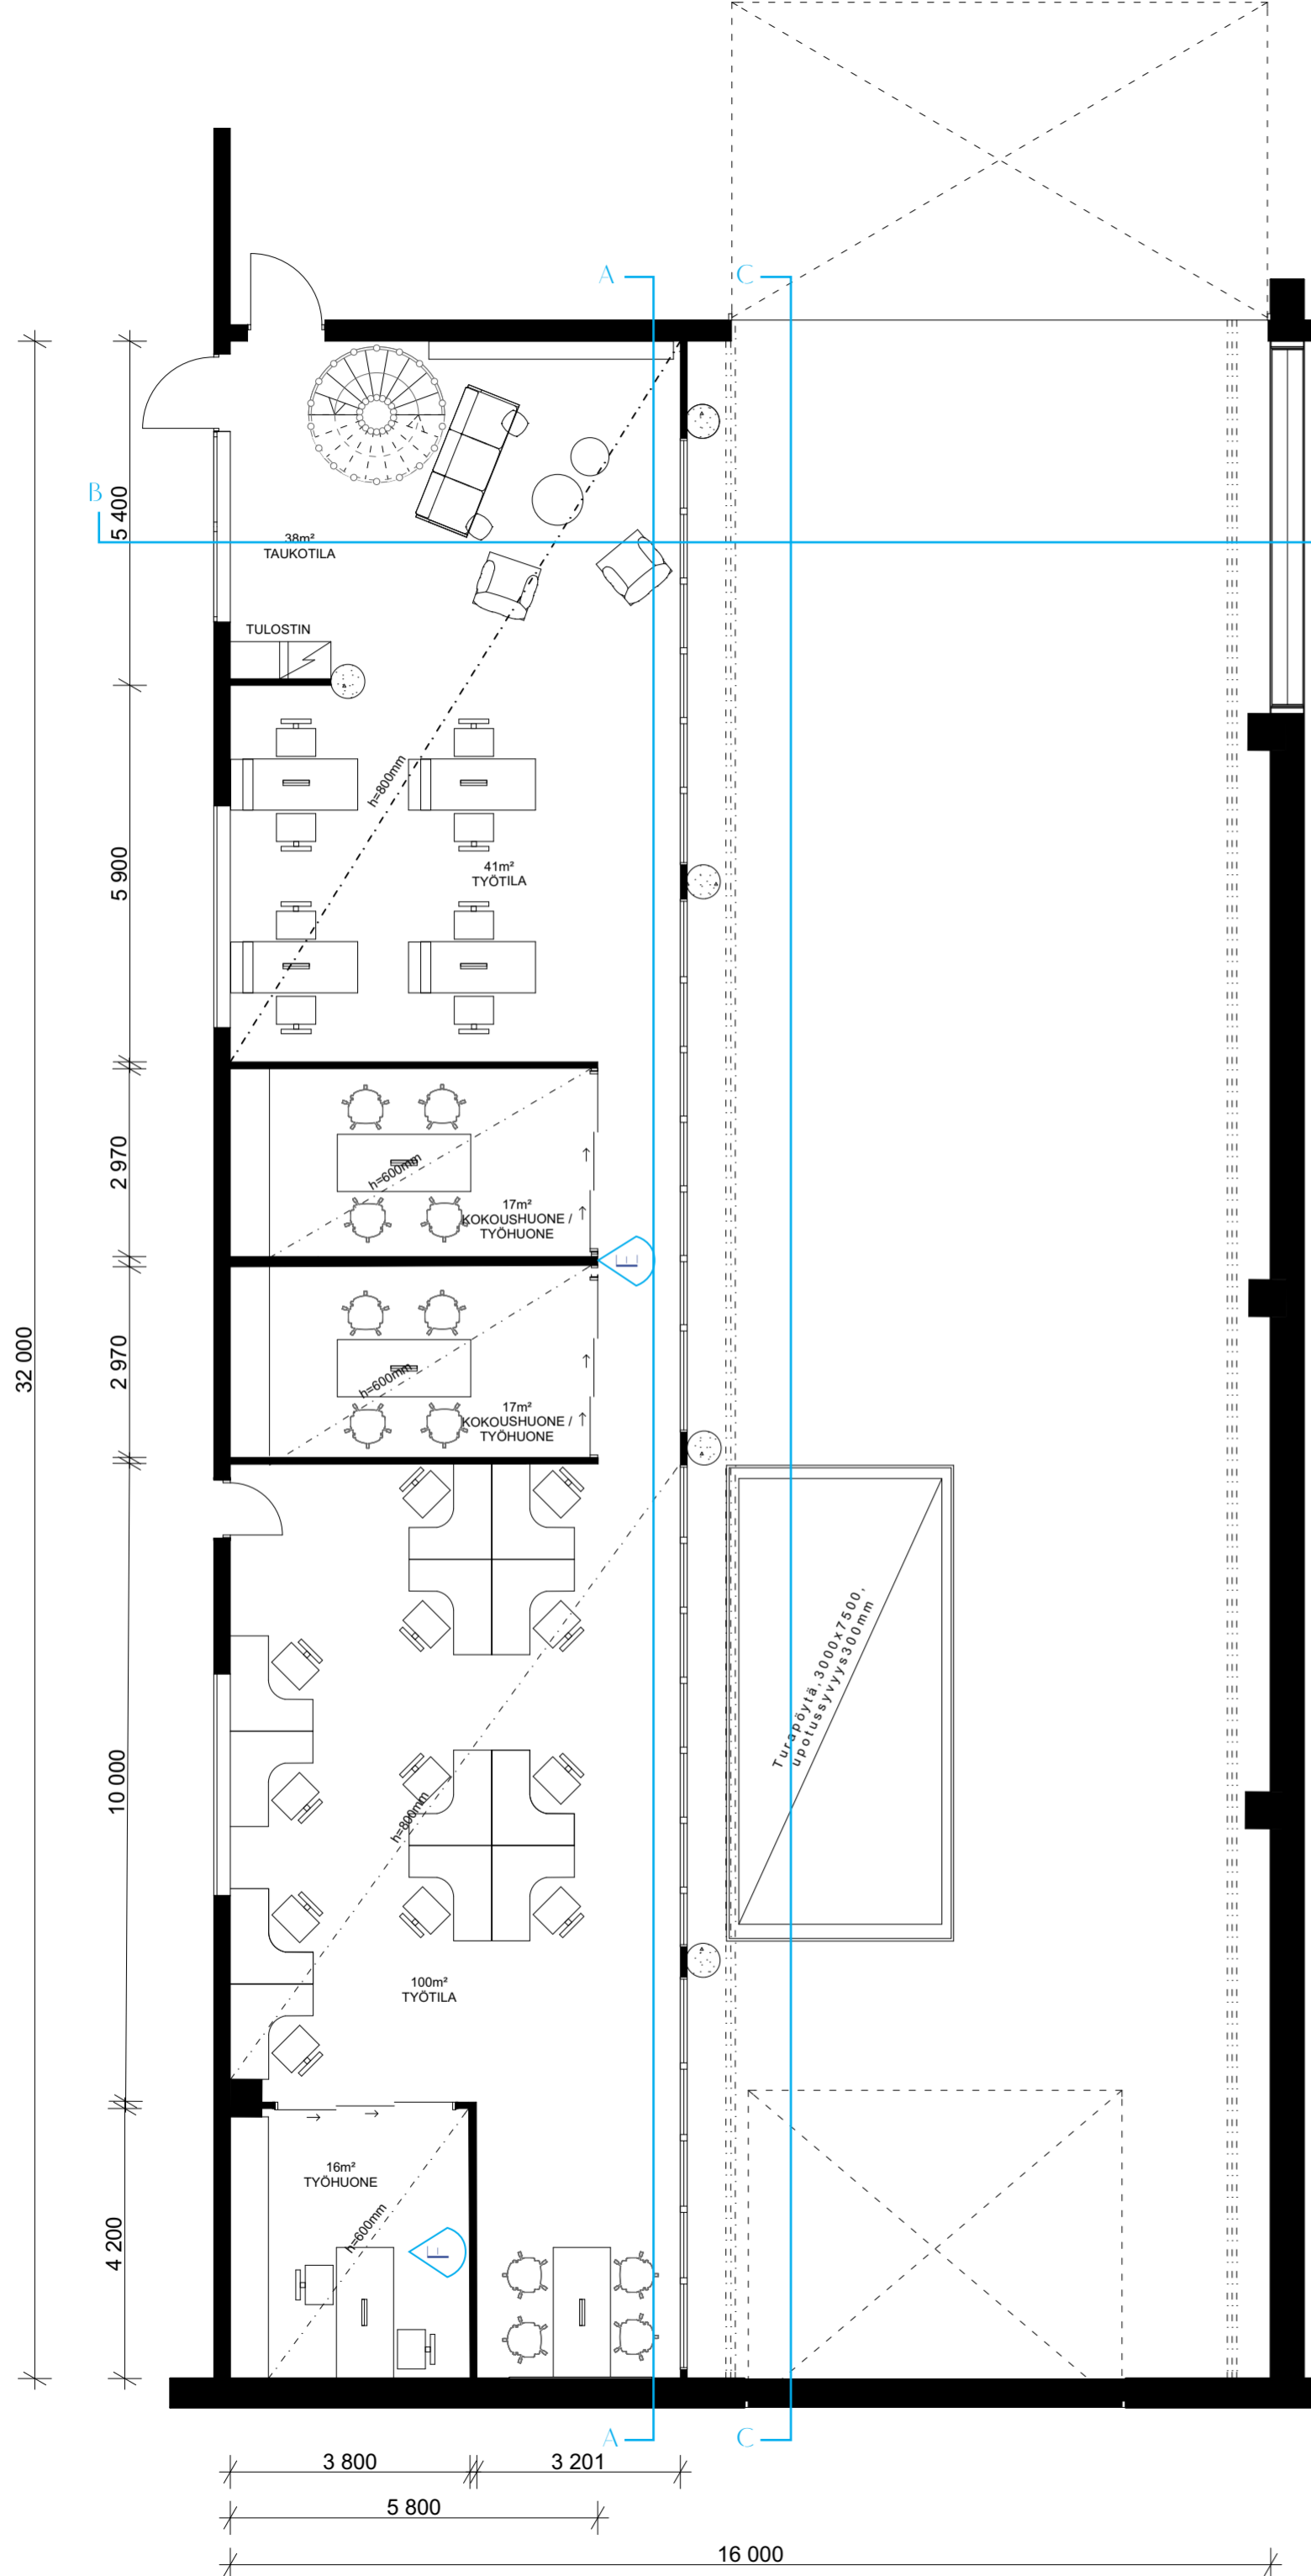 A
C
B
5 400
38m²
TAUKOTILA
TULOSTIN
h=800mm
5 900
41m²
TYÖTILA
2 970
h=600mm
17m²
KOKOUSHUONE /
TYÖHUONE
E
32 000
2 970
h=600mm
17m²
KOKOUSHUONE /
TYÖHUONE
Turapöytä, 3000x7500,
upotussyvyys300mm
10 000
h=800mm
100m²
TYÖTILA
16m²
TYÖHUONE
h=600mm
F
4 200
A
C
3 800
3 201
5 800
16 000